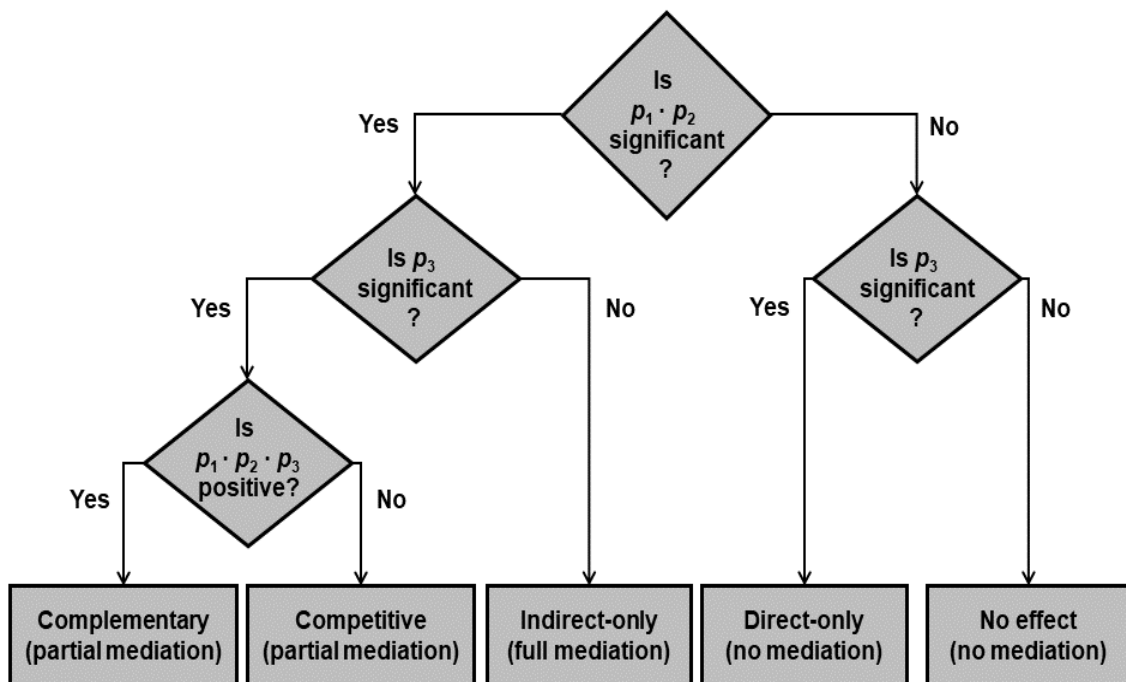 Is
p₁ · p₂
significant
?
Yes
No
Is p₃
significant
?
Yes
No
Is p₃
significant
?
Yes
No
Is
p₁ · p₂ · p₃
positive?
Yes
No
Complementary
(partial mediation)
Competitive
(partial mediation)
Indirect-only
(full mediation)
Direct-only
(no mediation)
No effect
(no mediation)